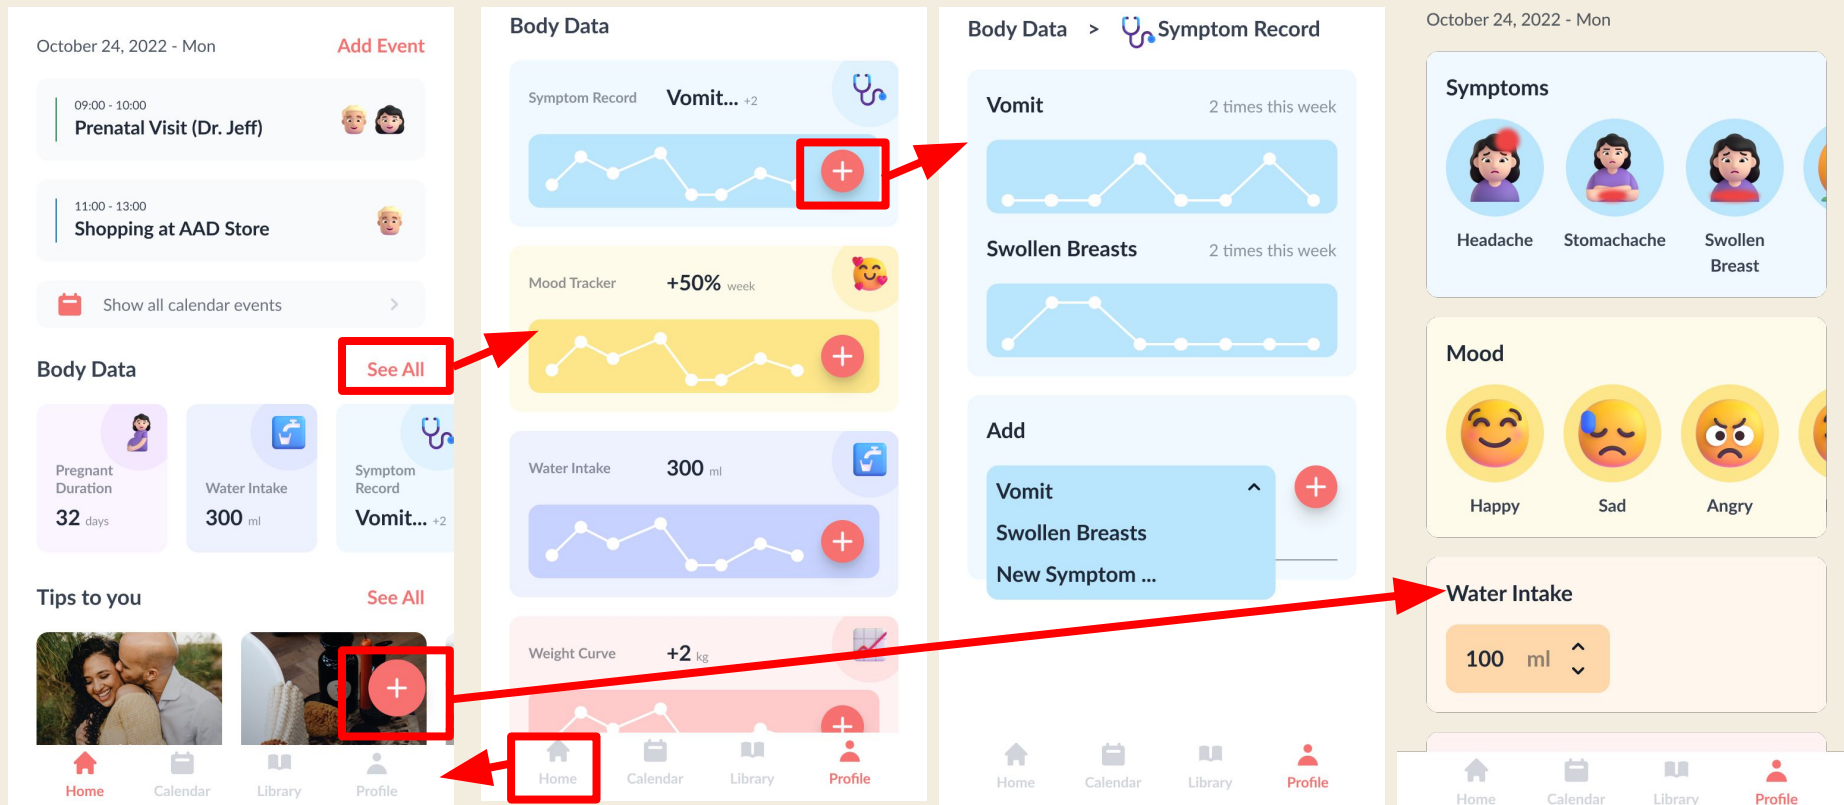 October 24, 2022 - Mon
Add Event
09:00 - 10:00
Prenatal Visit (Dr. Jeff)
11:00 - 13:00
Shopping at AAD Store
Show all calendar events
Body Data
See All
Pregnant
Duration
32 days
Water Intake
300 ml
Symptom
Record
Vomit... +2
Tips to you
See All
Home
Calendar
Library
Profile
Body Data
Symptom Record
Vomit... +2
Mood Tracker
+50% week
Water Intake
300 ml
Weight Curve
+2 kg
Home
Calendar
Library
Profile
Body Data > Symptom Record
Vomit
2 times this week
Swollen Breasts
2 times this week
Add
Vomit
Swollen Breasts
New Symptom ...
Home
Calendar
Library
Profile
October 24, 2022 - Mon
Symptoms
Headache
Stomachache
Swollen
Breast
Mood
Happy
Sad
Angry
Water Intake
100 ml
Home
Calendar
Library
Profile